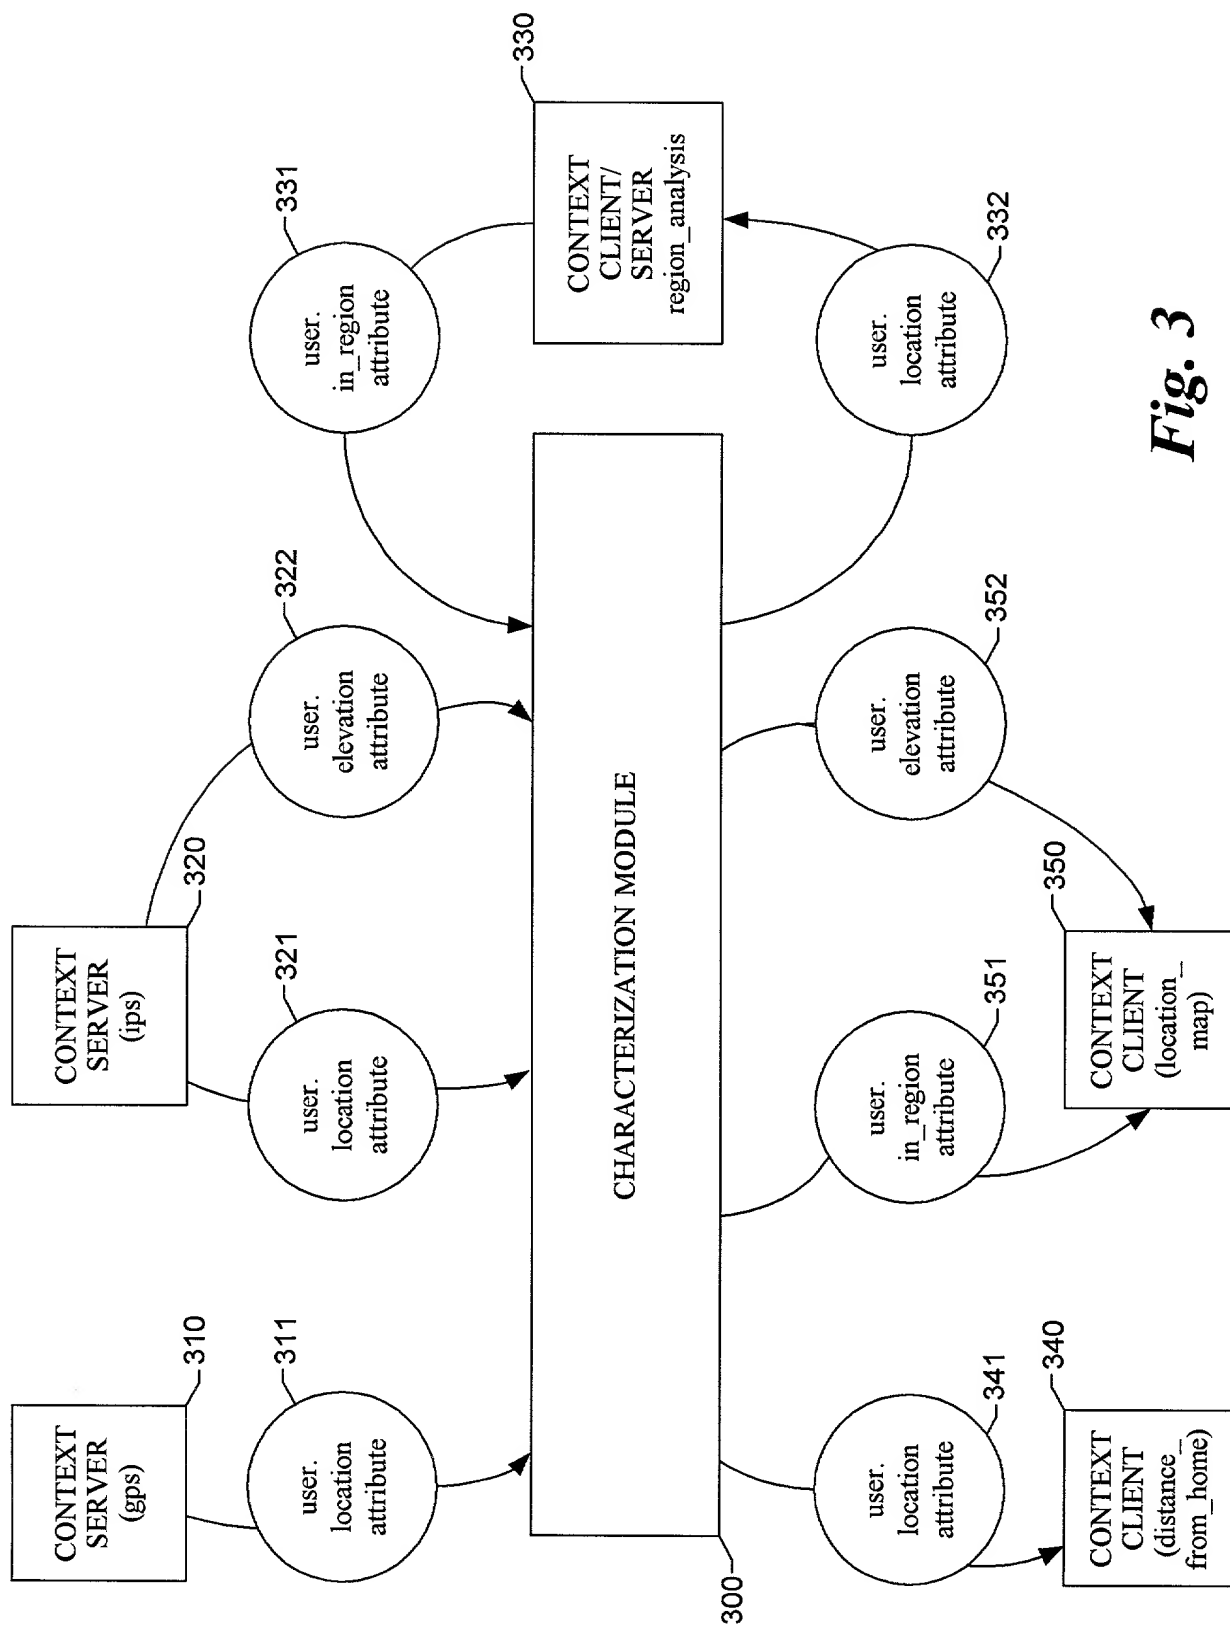 CONTEXT
SERVER
(gps)
310
CONTEXT
SERVER
(ips)
320
311
user.
location
attribute
321
user.
location
attribute
322
user.
elevation
attribute
331
user.
in_region
attribute
330
CONTEXT
CLIENT/
SERVER
region_analysis
CHARACTERIZATION MODULE
300
user.
location
attribute
341
user.
in_region
attribute
351
user.
elevation
attribute
352
user.
location
attribute
332
340
CONTEXT
CLIENT
(distance_
from_home)
350
CONTEXT
CLIENT
(location_
map)
Fig. 3